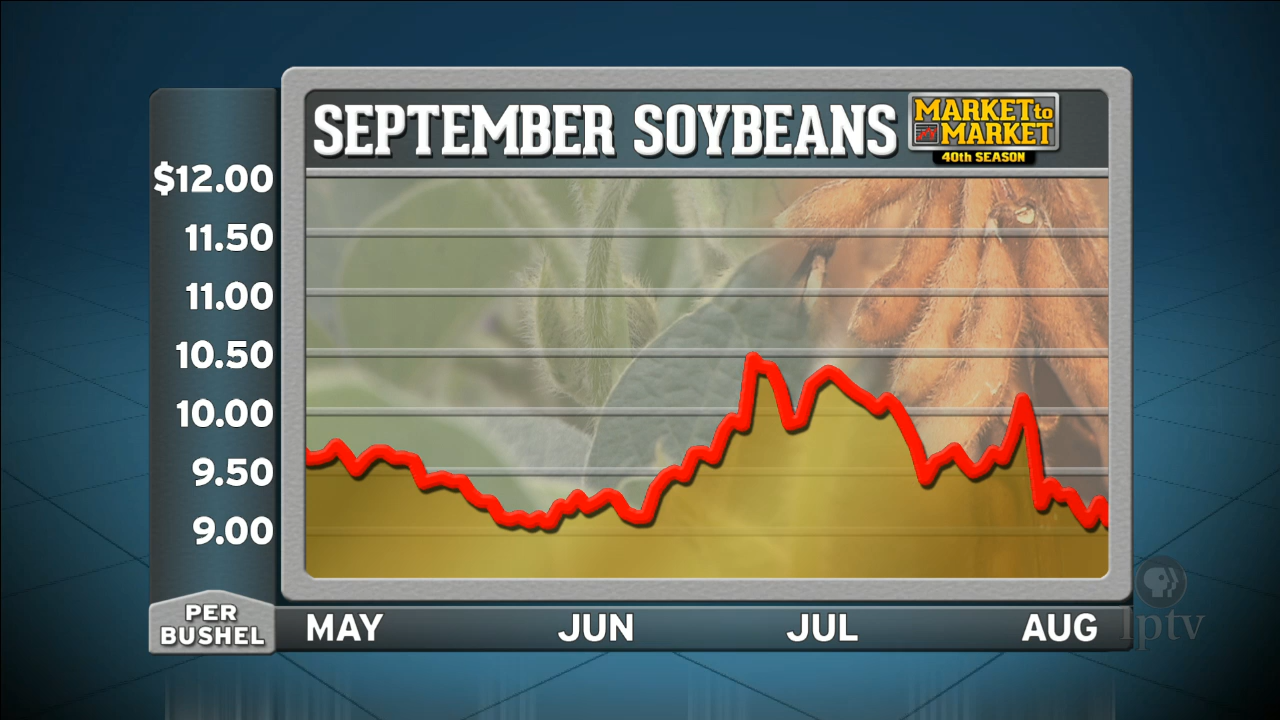 SEPTEMBER SOYBEANS
MARKET to
MARKET
40th SEASON
$12.00
11.50
11.00
10.50
10.00
9.50
9.00
PER
BUSHEL
MAY JUN JUL AUG
Iptv